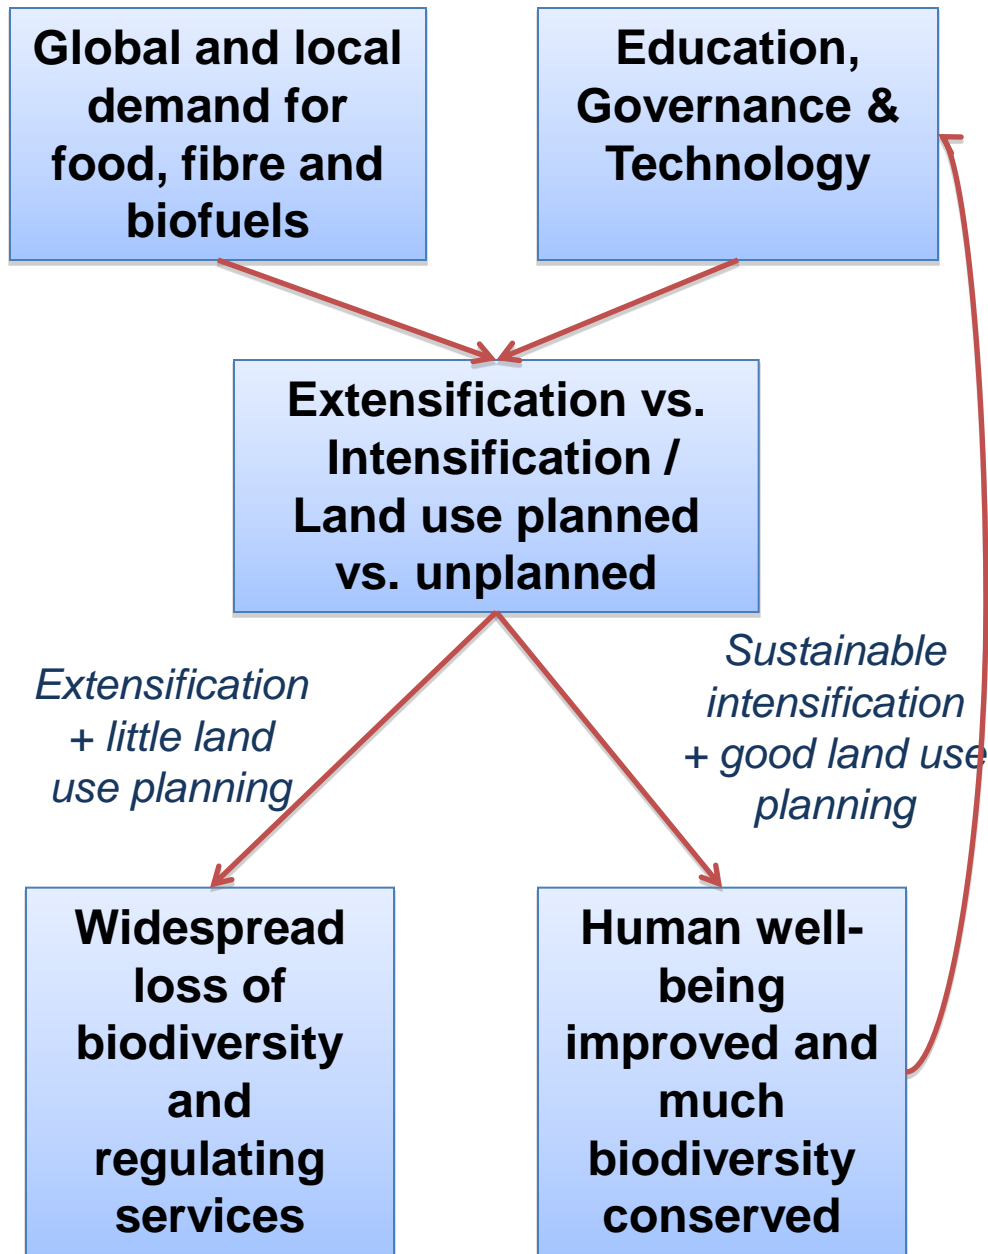 Global and local
demand for
food, fibre and
biofuels
Education,
Governance &
Technology
Extensification vs.
Intensification /
Land use planned
vs. unplanned
Extensification
+ little land
use planning
Sustainable
intensification
+ good land use
planning
Widespread
loss of
biodiversity
and
regulating
services
Human well-
being
improved and
much
biodiversity
conserved